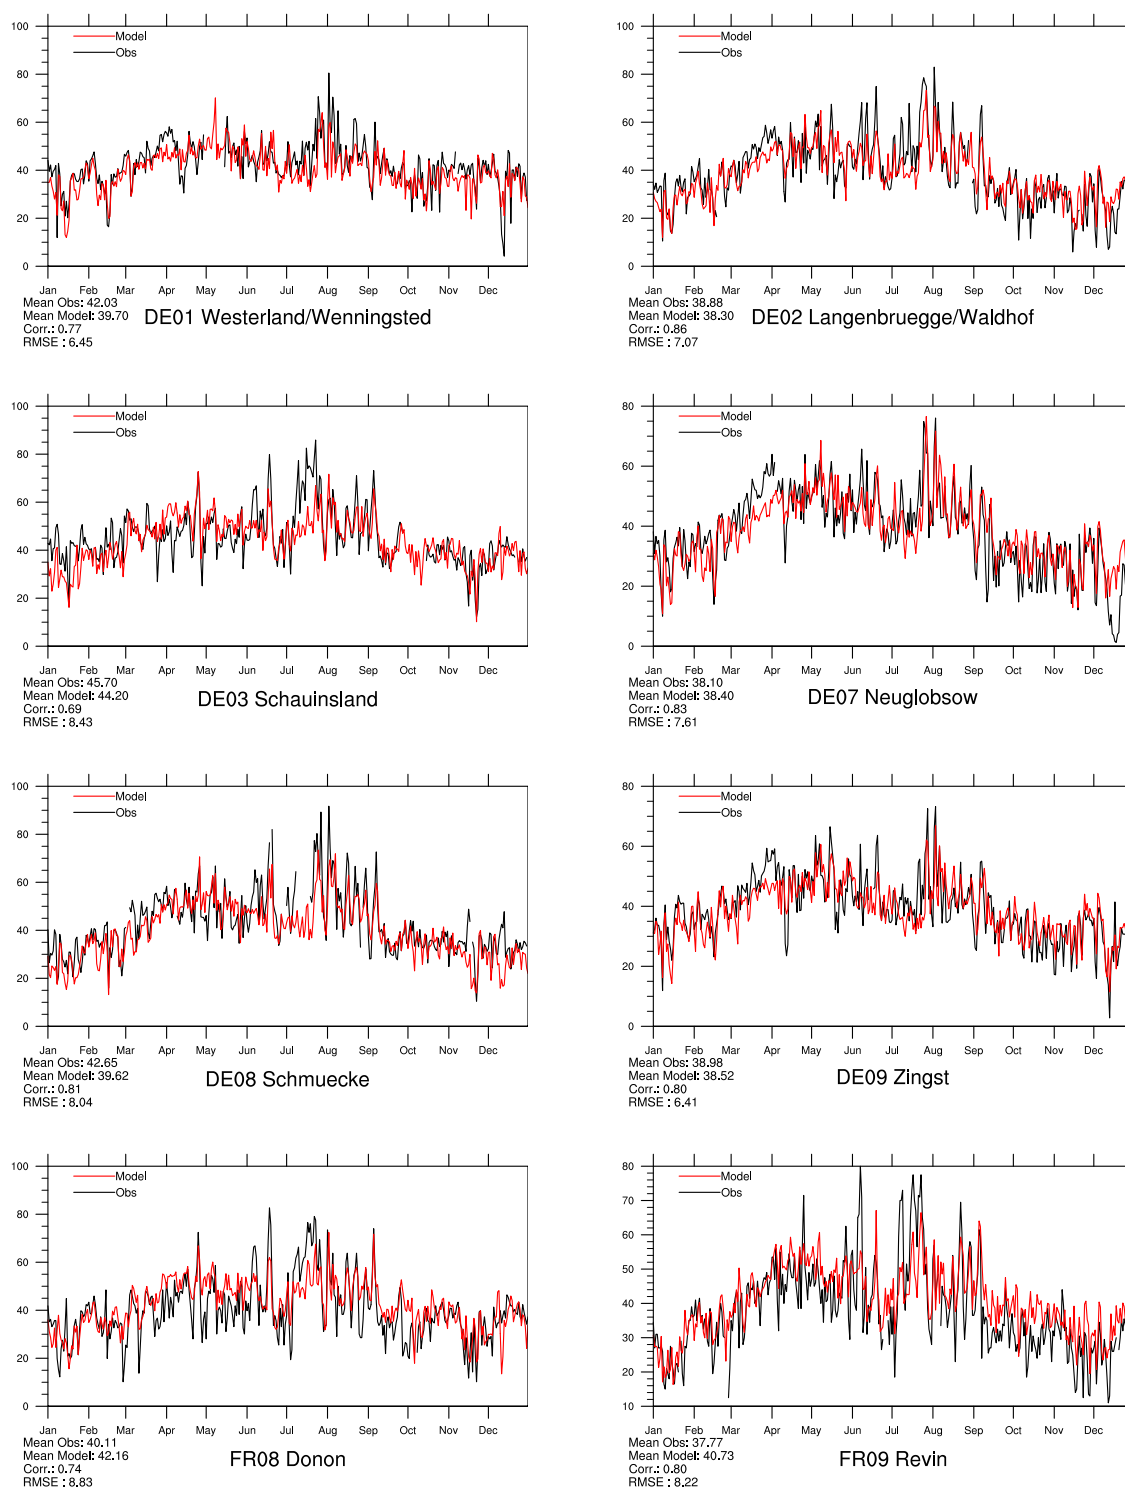 100
80
60
40
20
0
Model
Obs
Jan Feb Mar Apr May Jun Jul Aug Sep Oct Nov Dec
Mean Obs: 42.03
Mean Model: 39.70
Corr.: 0.77
RMSE : 6.45
DE01 Westerland/Wenningsted
100
80
60
40
20
0
Model
Obs
Jan Feb Mar Apr May Jun Jul Aug Sep Oct Nov Dec
Mean Obs: 38.88
Mean Model: 38.30
Corr.: 0.86
RMSE : 7.07
DE02 Langenbruegge/Waldhof
100
80
60
40
20
0
Model
Obs
Jan Feb Mar Apr May Jun Jul Aug Sep Oct Nov Dec
Mean Obs: 45.70
Mean Model: 44.20
Corr.: 0.69
RMSE : 8.43
DE03 Schauinsland
80
60
40
20
0
Model
Obs
Jan Feb Mar Apr May Jun Jul Aug Sep Oct Nov Dec
Mean Obs: 38.10
Mean Model: 38.40
Corr.: 0.83
RMSE : 7.61
DE07 Neuglobsow
100
80
60
40
20
0
Model
Obs
Jan Feb Mar Apr May Jun Jul Aug Sep Oct Nov Dec
Mean Obs: 42.65
Mean Model: 39.62
Corr.: 0.81
RMSE : 8.04
DE08 Schmuecke
80
60
40
20
0
Model
Obs
Jan Feb Mar Apr May Jun Jul Aug Sep Oct Nov Dec
Mean Obs: 38.98
Mean Model: 38.52
Corr.: 0.80
RMSE : 6.41
DE09 Zingst
100
80
60
40
20
0
Model
Obs
Jan Feb Mar Apr May Jun Jul Aug Sep Oct Nov Dec
Mean Obs: 40.11
Mean Model: 42.16
Corr.: 0.74
RMSE : 8.83
FR08 Donon
80
70
60
50
40
30
20
10
Model
Obs
Jan Feb Mar Apr May Jun Jul Aug Sep Oct Nov Dec
Mean Obs: 37.77
Mean Model: 40.73
Corr.: 0.80
RMSE : 8.22
FR09 Revin